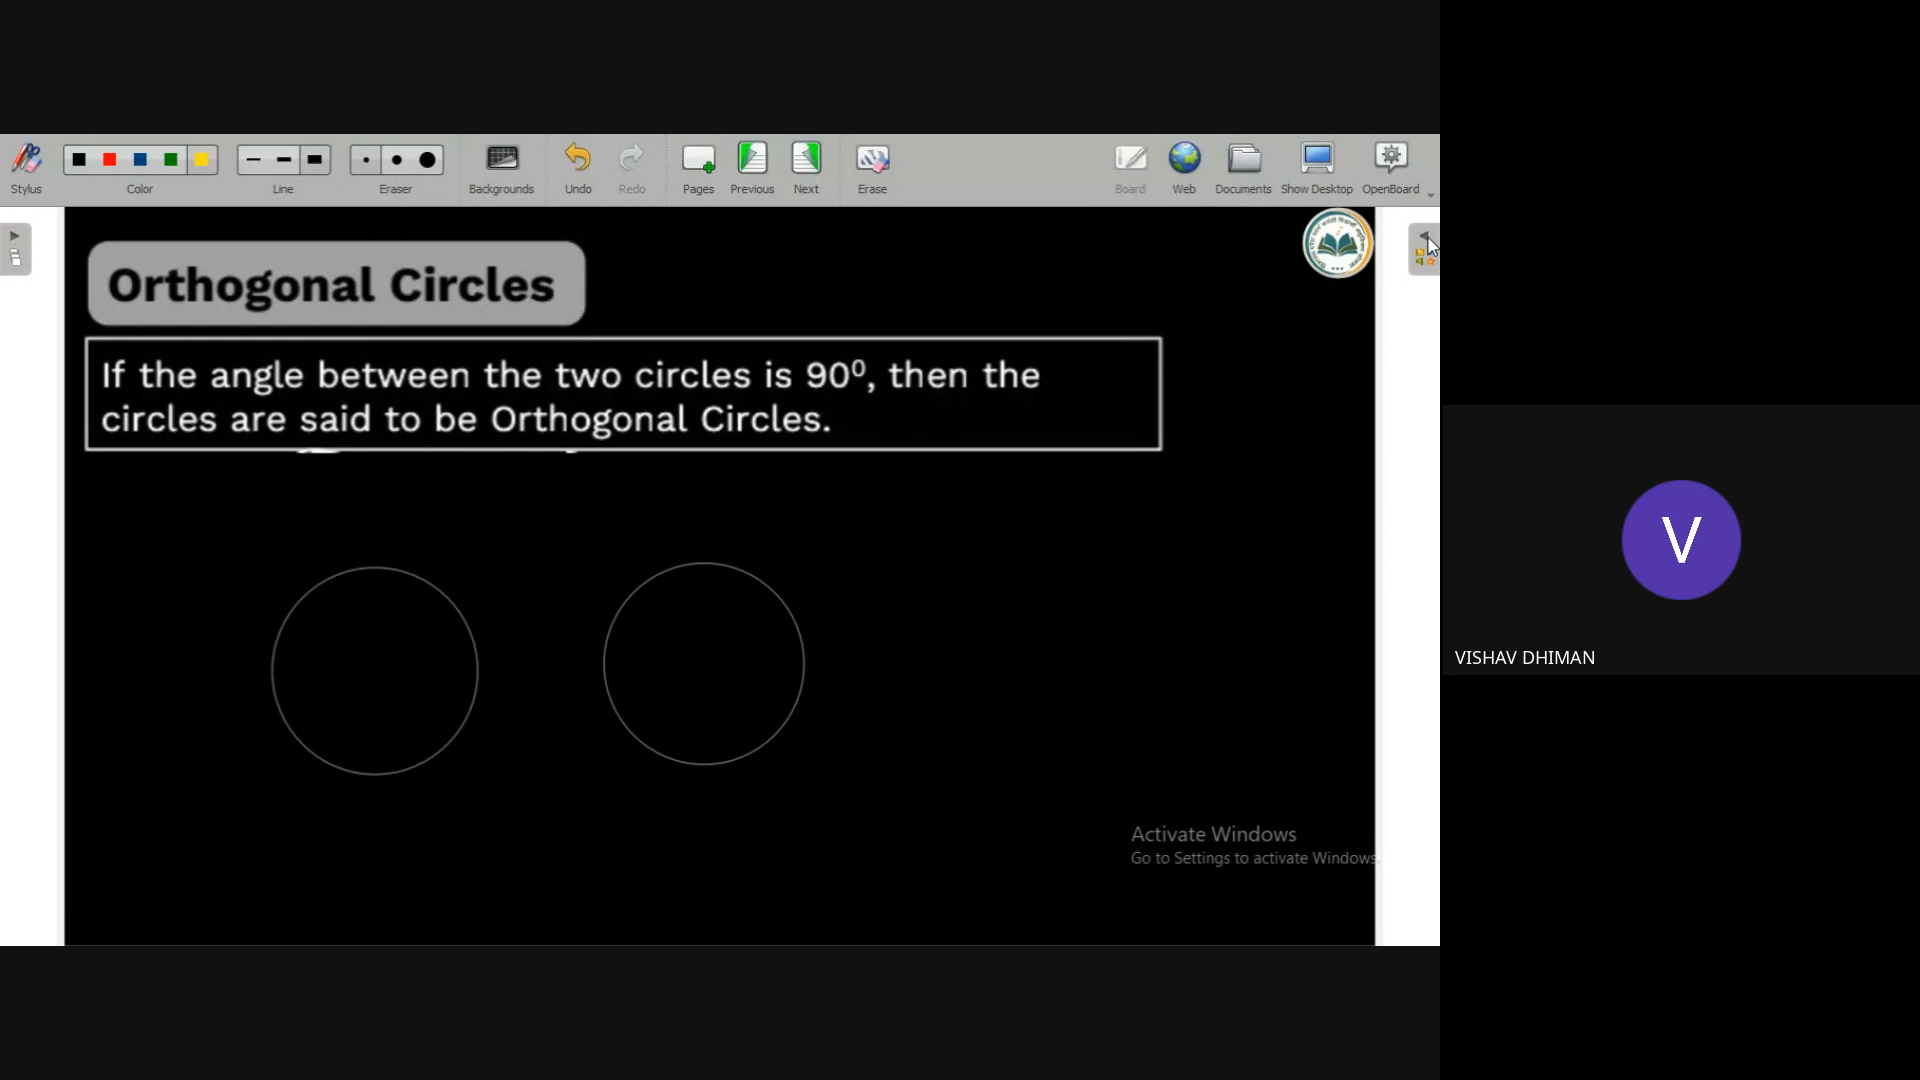 Stylus
Color
Line
Eraser
Backgrounds
Undo
Redo
Pages
Previous
Next
Erase
Board
Web
Documents
Show Desktop
OpenBoard
Orthogonal Circles
If the angle between the two circles is 90⁰, then the
circles are said to be Orthogonal Circles.
Activate Windows
Go to Settings to activate Windows.
V
VISHAV DHIMAN